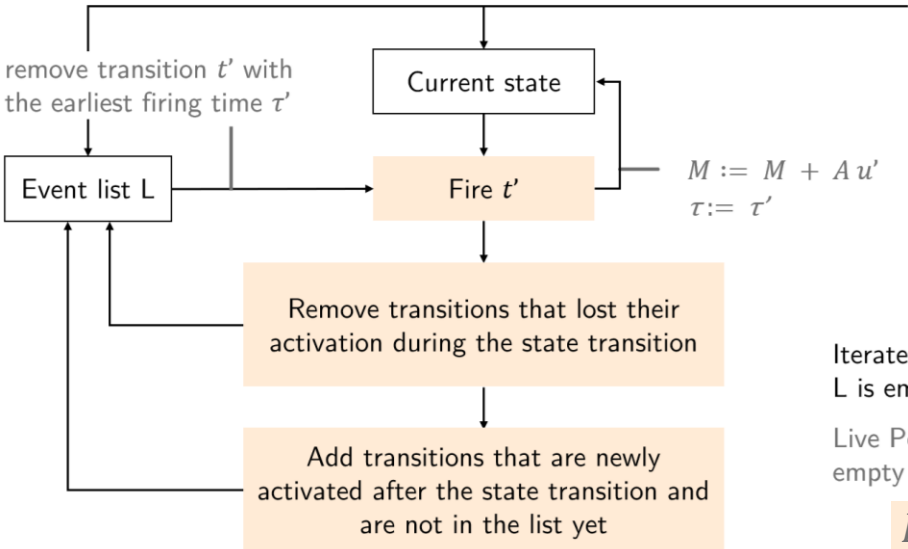 remove transition t' with
the earliest firing time τ'
Current state
Event list L
Fire t'
M := M + A u'
τ:= τ'
Remove transitions that lost their
activation during the state transition
Iterate
L is em
Live P
empty
Add transitions that are newly
activated after the state transition and
are not in the list yet